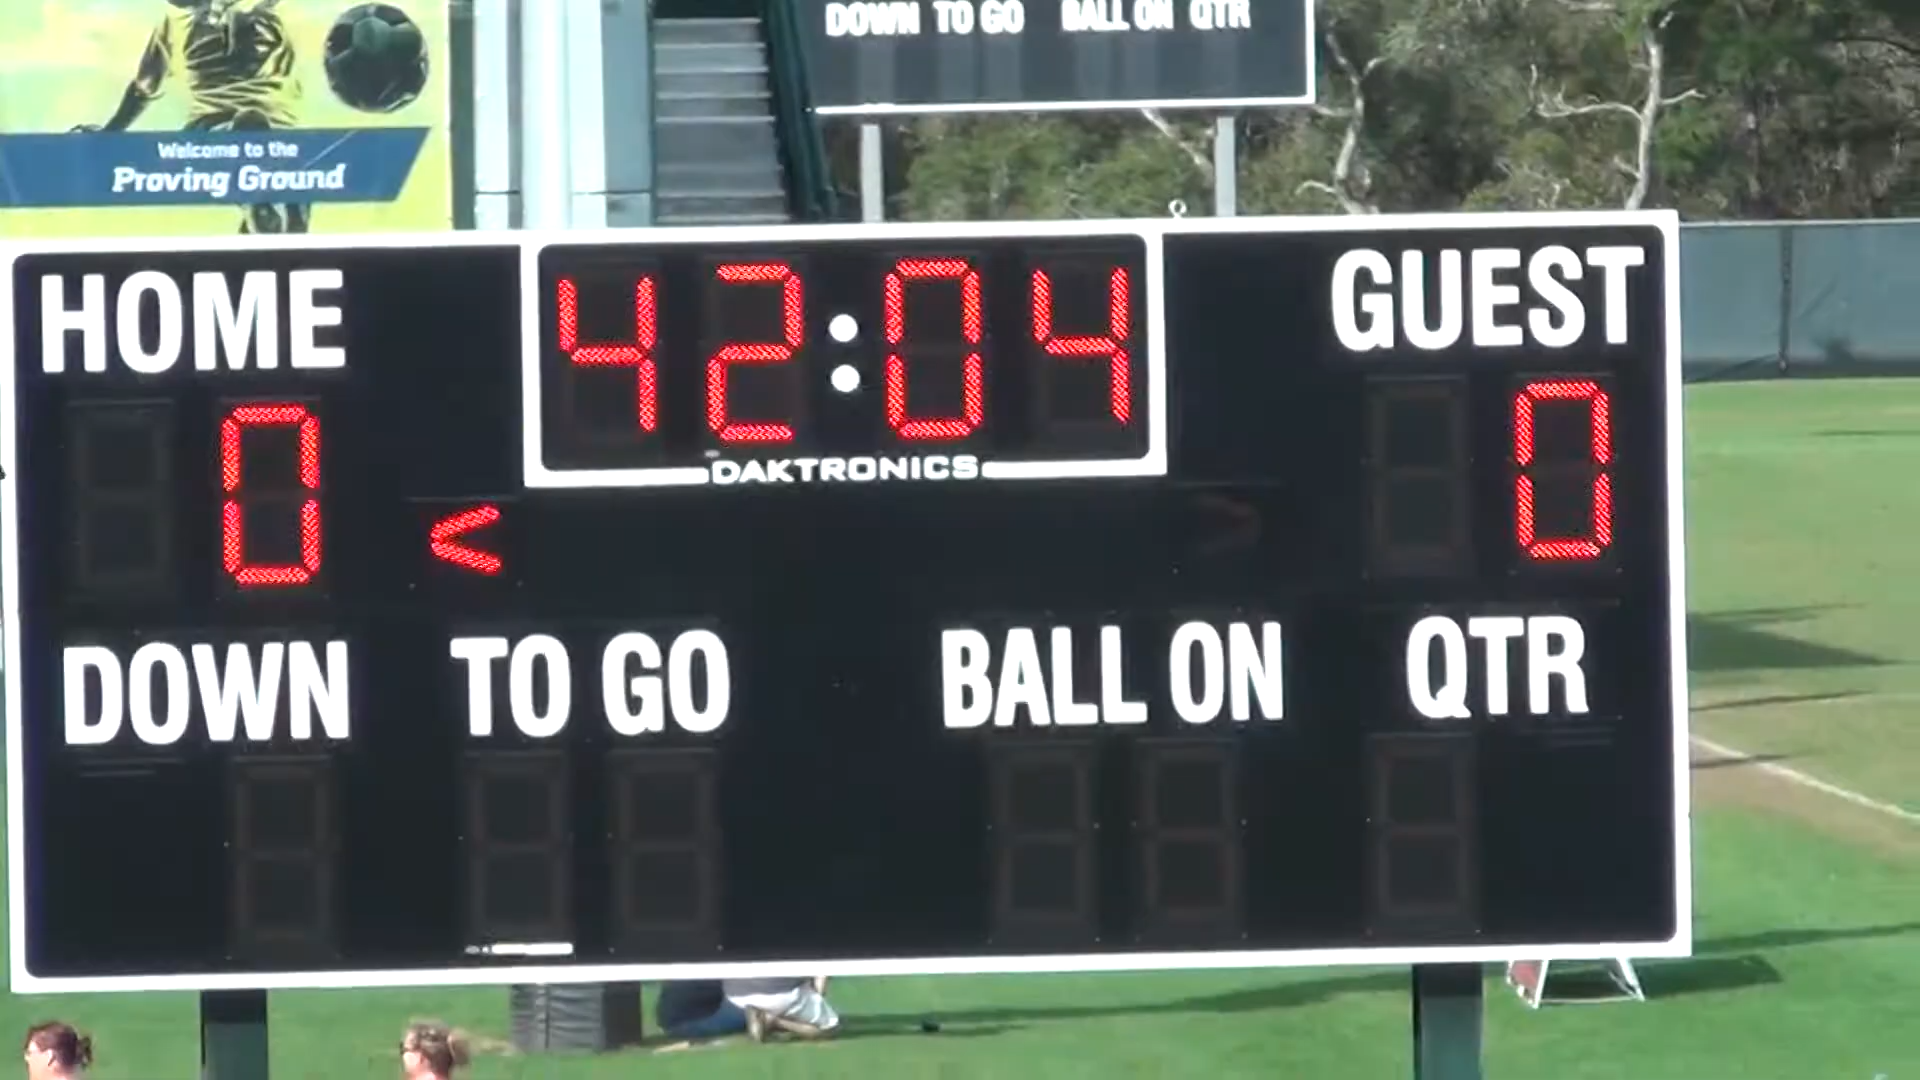 DOWN TO GO BALL ON QTR
Welcome to the
Proving Ground
HOME 42:04 GUEST
DAKTRONICS
0 < 0
DOWN TO GO BALL ON QTR